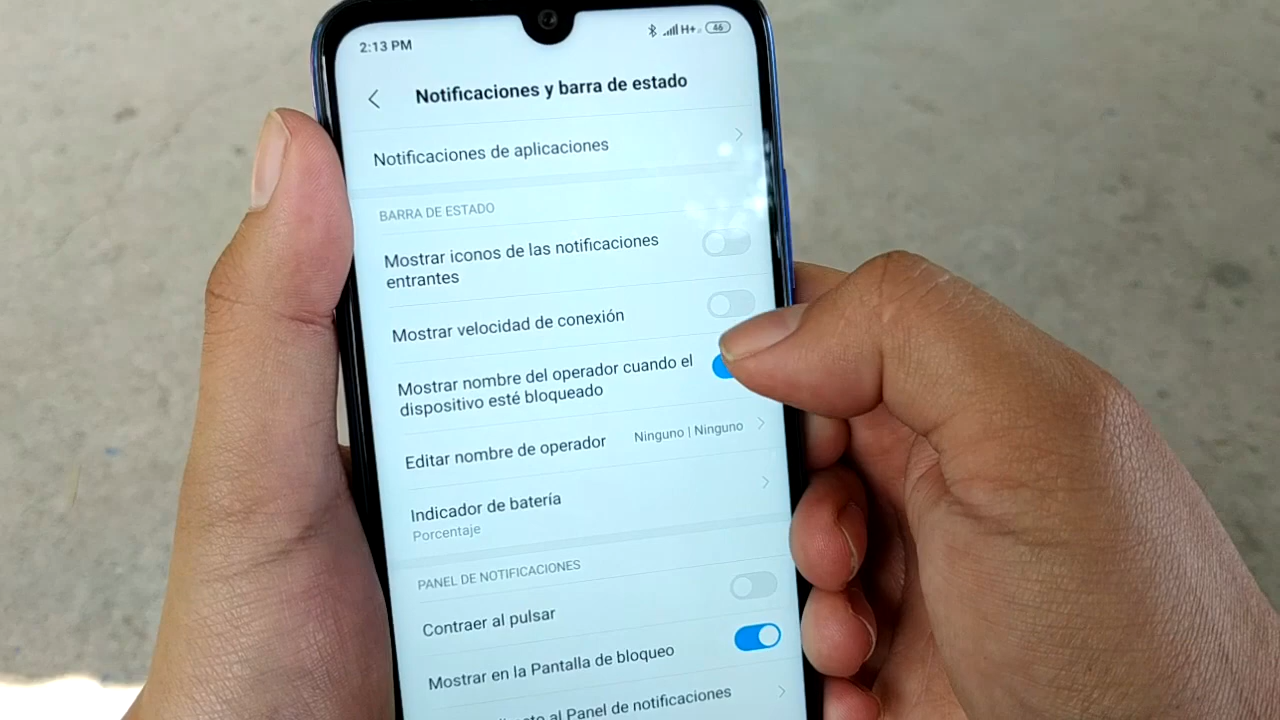 2:13 PM
H+ 46
Notificaciones y barra de estado
Notificaciones de aplicaciones
BARRA DE ESTADO
Mostrar iconos de las notificaciones
entrantes
Mostrar velocidad de conexión
Mostrar nombre del operador cuando el
dispositivo esté bloqueado
Editar nombre de operador
Ninguno | Ninguno
Indicador de batería
Porcentaje
PANEL DE NOTIFICACIONES
Contraer al pulsar
Mostrar en la Pantalla de bloqueo
al Panel de notificaciones